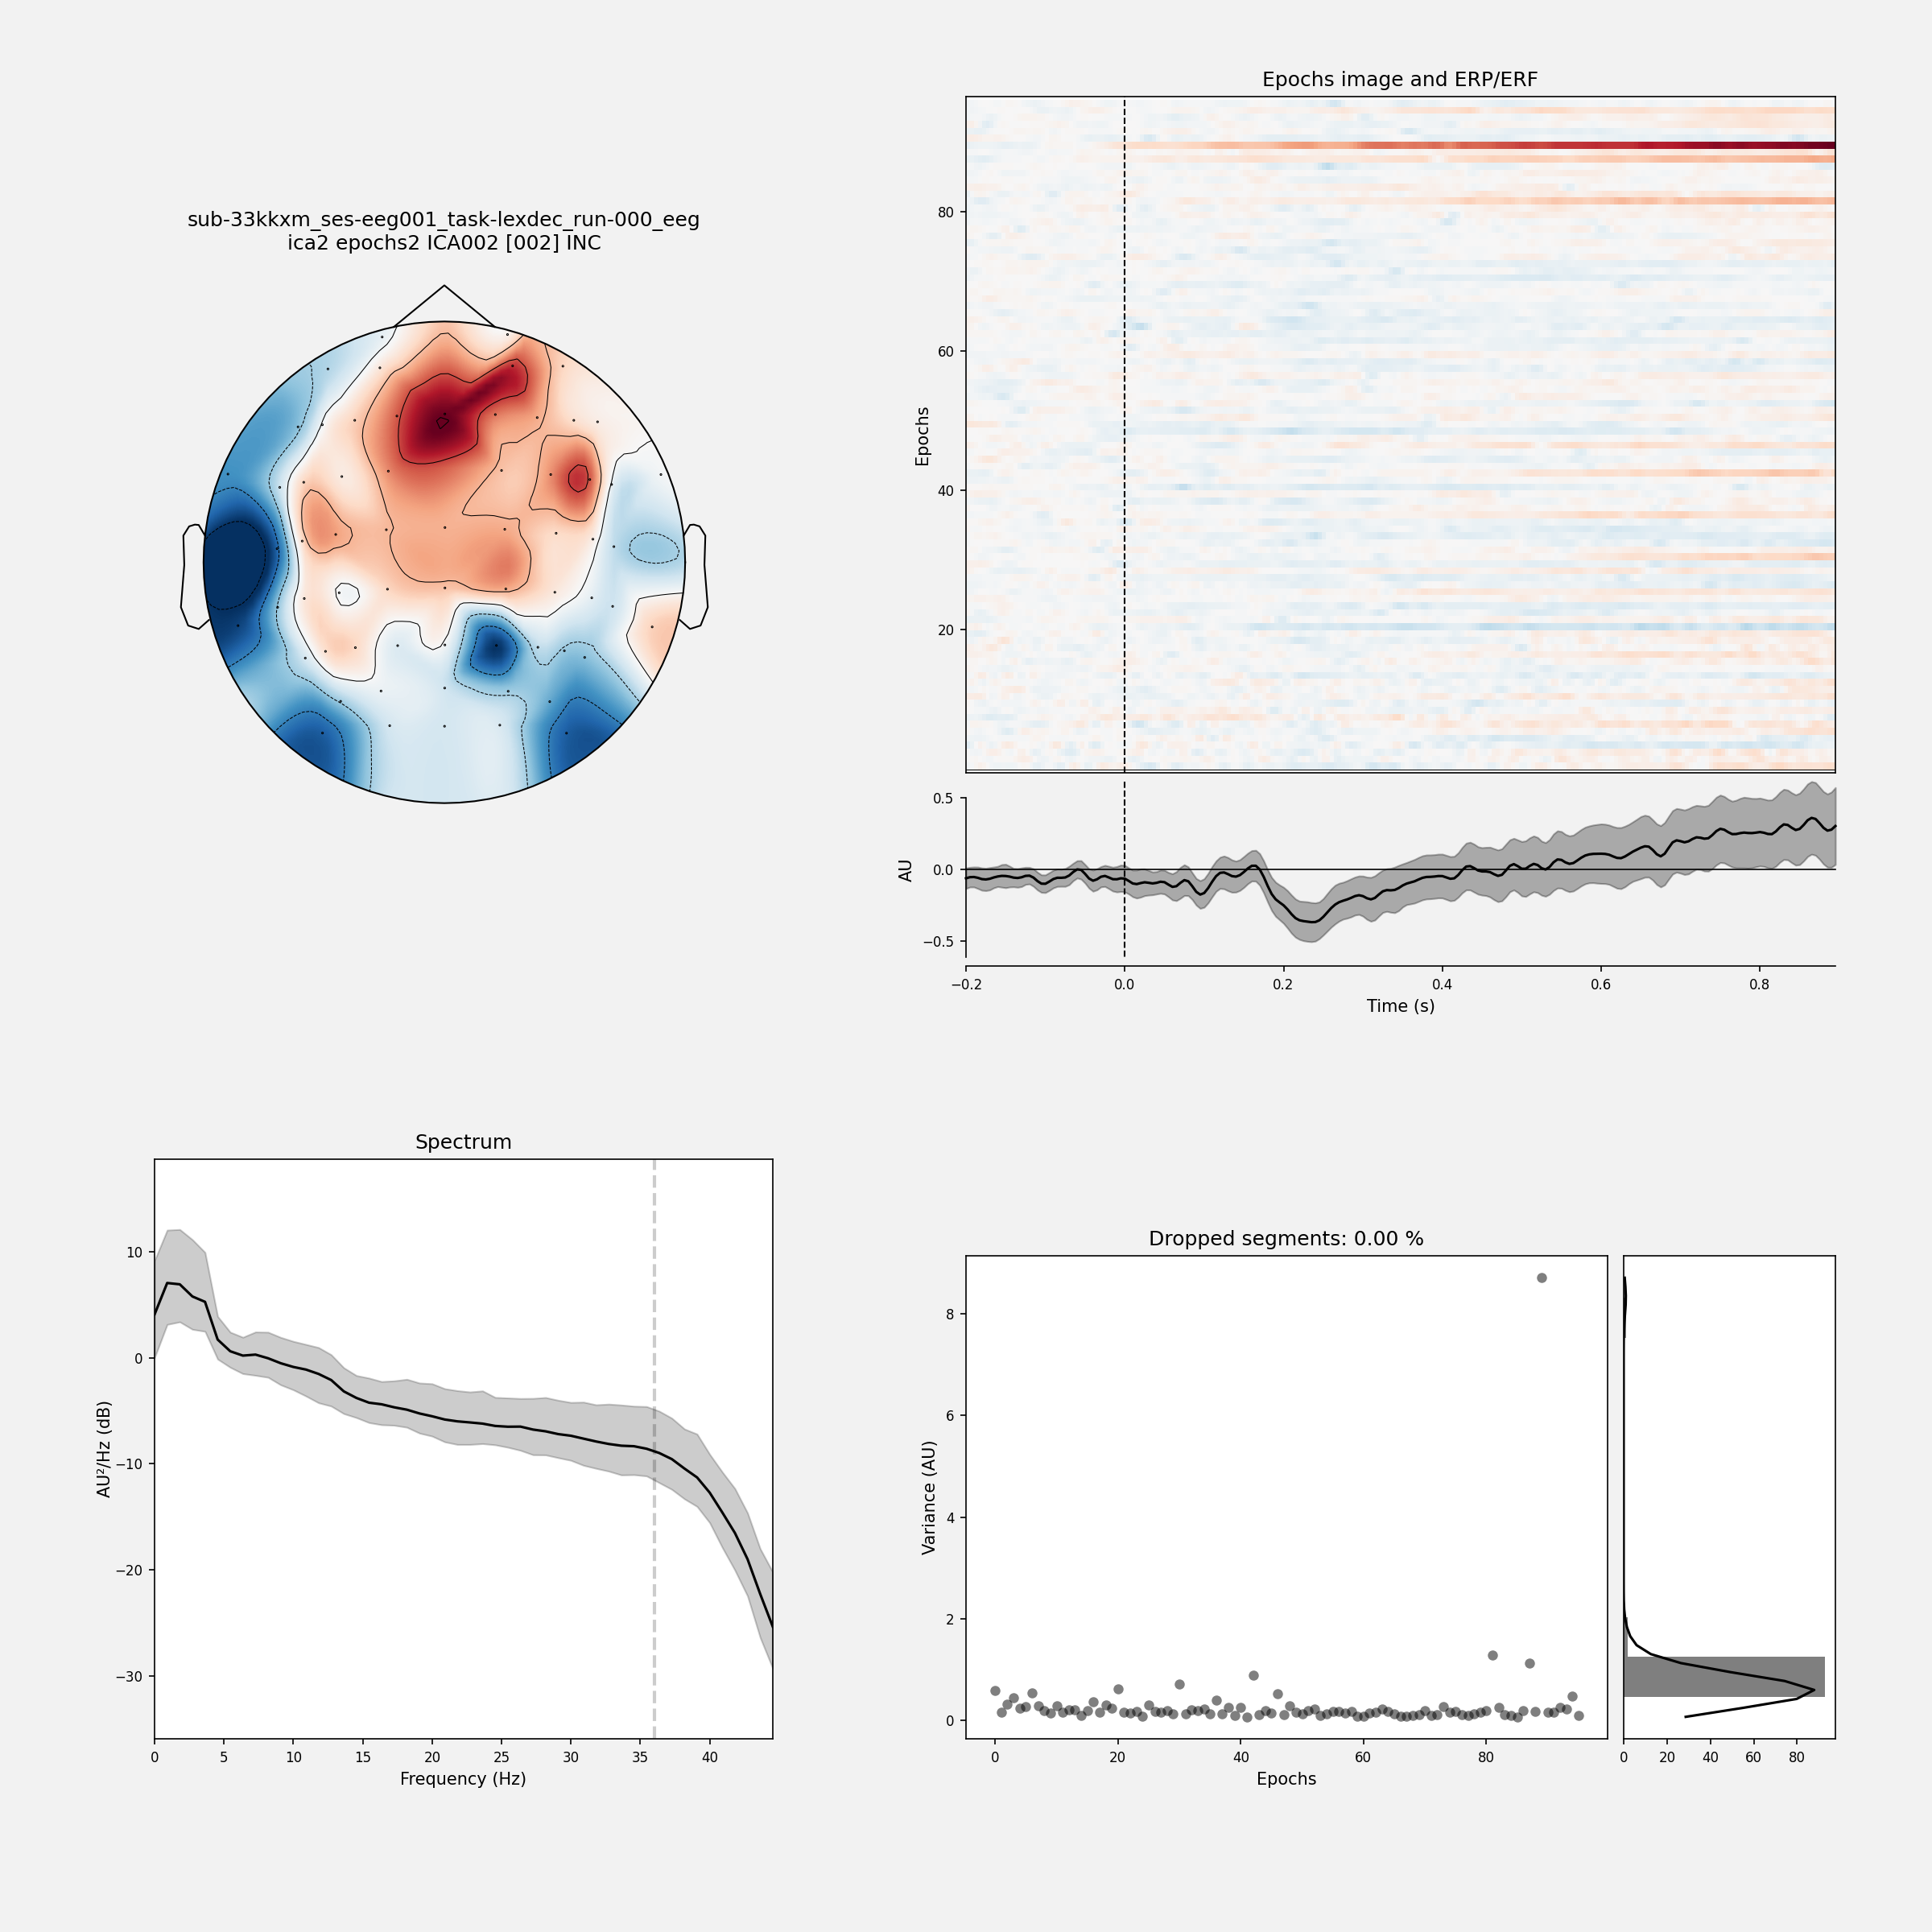 sub-33kkxm_ses-eeg001_task-lexdec_run-000_eeg
ica2 epochs2 ICA002 [002] INC
Epochs image and ERP/ERF
Epochs
80
60
40
20
0.5
0.0
−0.5
AU
−0.2 0.0 0.2 0.4 0.6 0.8
Time (s)
Spectrum
AU²/Hz (dB)
10
0
−10
−20
−30
0 5 10 15 20 25 30 35 40
Frequency (Hz)
Dropped segments: 0.00 %
Variance (AU)
8
6
4
2
0
0 20 40 60 80
Epochs
0 20 40 60 80